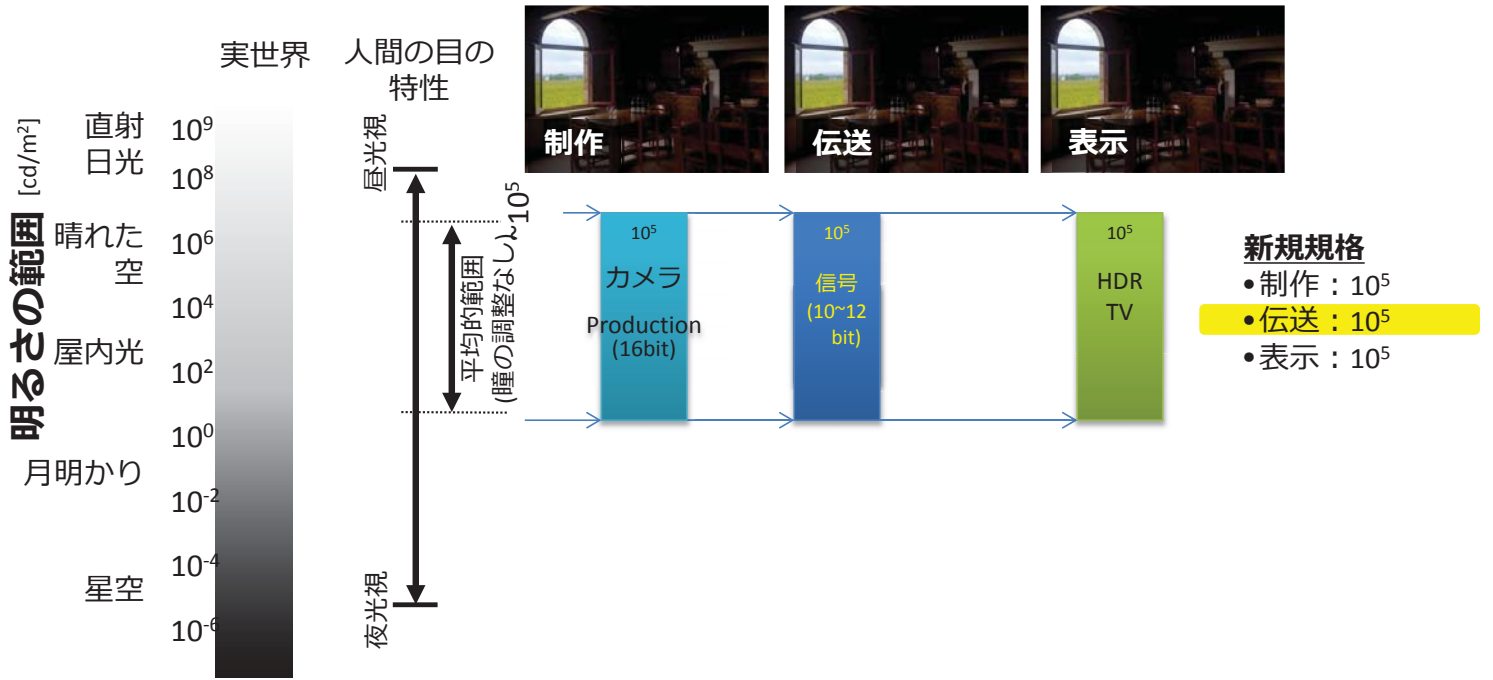 実世界
人間の目の
特性
制作
伝送
表示
明るさの範囲 [cd/m²]
直射
日光
晴れた
空
屋内光
月明かり
星空
10⁹
10⁸
10⁶
10⁴
10²
10⁰
10⁻²
10⁻⁴
10⁻⁶
昼光視
夜光視
平均的範囲
(瞳の調整なし)~10⁵
10⁵
カメラ
Production
(16bit)
10⁵
信号
(10~12
bit)
10⁵
HDR
TV
新規規格
•制作：10⁵
•伝送：10⁵
•表示：10⁵